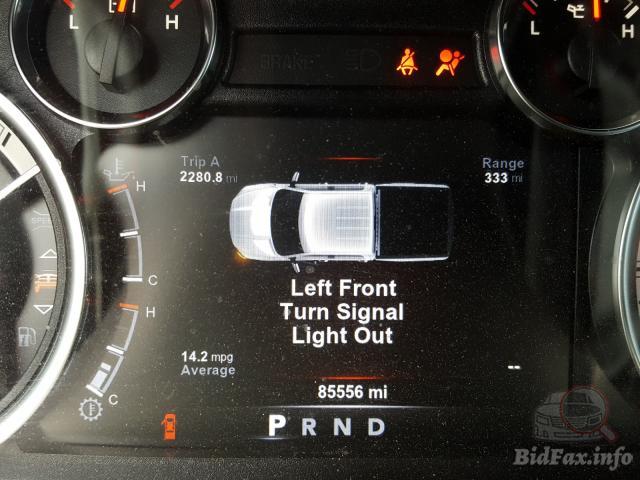 L H
L H
BRAKE
Trip A
2280.8 mi
Range
333 mi
H
C
H
C
Left Front
Turn Signal
Light Out
14.2 mpg
Average
--
85556 mi
P R N D
BidFax.info